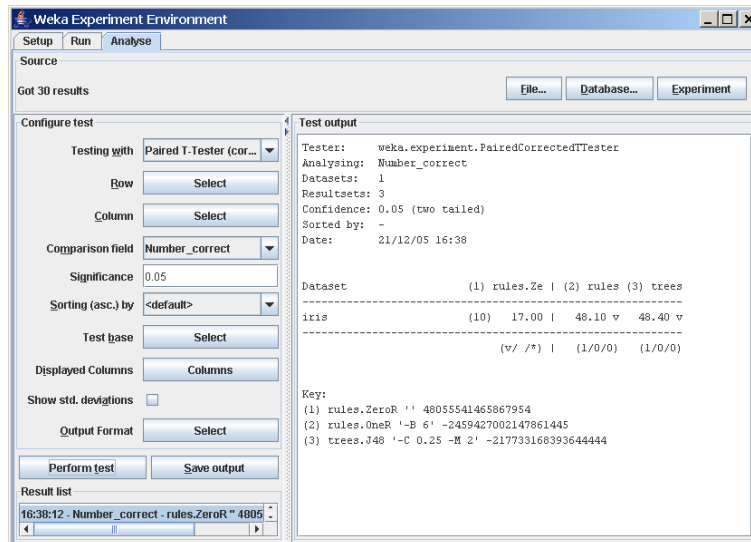 Weka Experiment Environment
Setup Run Analyse
Source
Got 30 results
File... Database... Experiment
Configure test
Testing with Paired T-Tester (cor...
Row Select
Column Select
Comparison field Number_correct
Significance 0.05
Sorting (asc.) by <default>
Test base Select
Displayed Columns Columns
Show std. deviations
Output Format Select
Perform test Save output
Result list
16:38:12 - Number_correct - rules.ZeroR '' 4805
Test output
Tester: weka.experiment.PairedCorrectedTTester
Analysing: Number_correct
Datasets: 1
Resultsets: 3
Confidence: 0.05 (two tailed)
Sorted by: -
Date: 21/12/05 16:38
Dataset (1) rules.Ze | (2) rules (3) trees
------------------------------------------------------
iris (10) 17.00 | 48.10 v 48.40 v
------------------------------------------------------
(v/ /*) | (1/0/0) (1/0/0)
Key:
(1) rules.ZeroR '' 48055541465867954
(2) rules.OneR '-B 6' -2459427002147861445
(3) trees.J48 '-C 0.25 -M 2' -217733168393644444